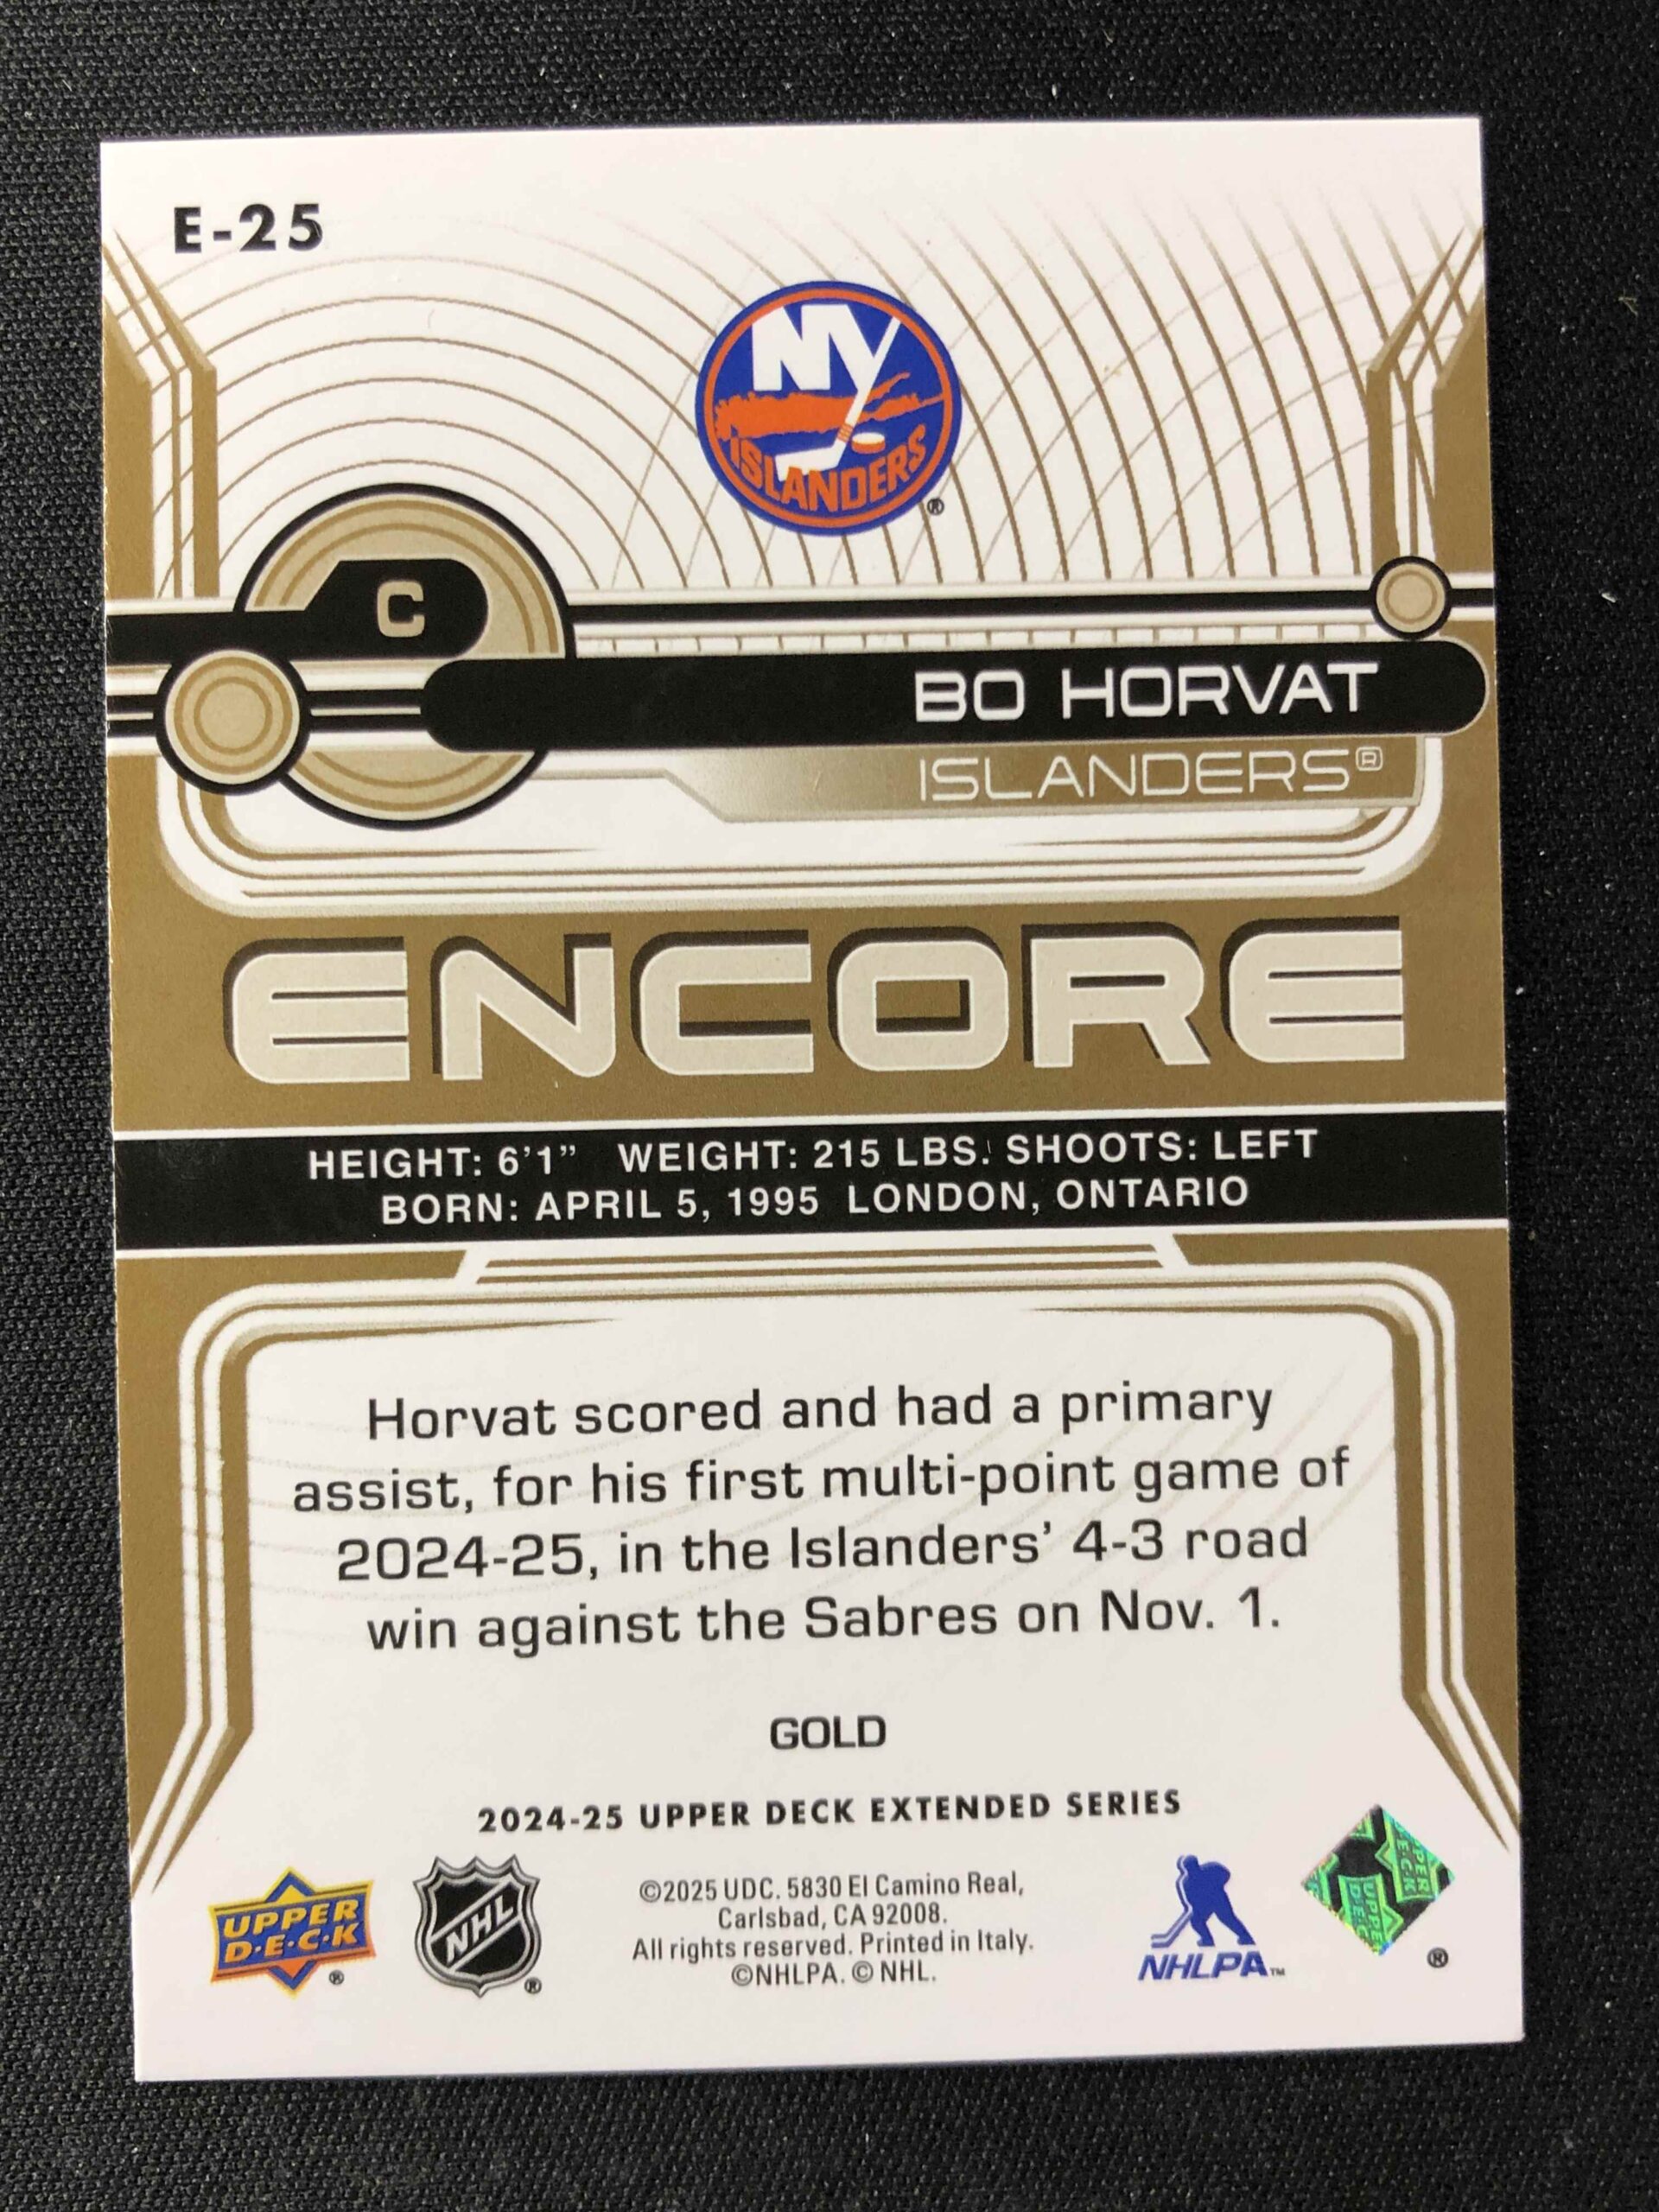 E-25
NY
ISLANDERS
®
C
BO HORVAT
ISLANDERS®
ENCORE
HEIGHT: 6'1” WEIGHT: 215 LBS. SHOOTS: LEFT
BORN: APRIL 5, 1995 LONDON, ONTARIO
Horvat scored and had a primary
assist, for his first multi-point game of
2024-25, in the Islanders’ 4-3 road
win against the Sabres on Nov. 1.
GOLD
2024-25 UPPER DECK EXTENDED SERIES
UPPER
D·E·C·K
®
NHL
®
©2025 UDC. 5830 El Camino Real,
Carlsbad, CA 92008.
All rights reserved. Printed in Italy.
©NHLPA. © NHL.
NHLPA™
UPPER
DECK
®